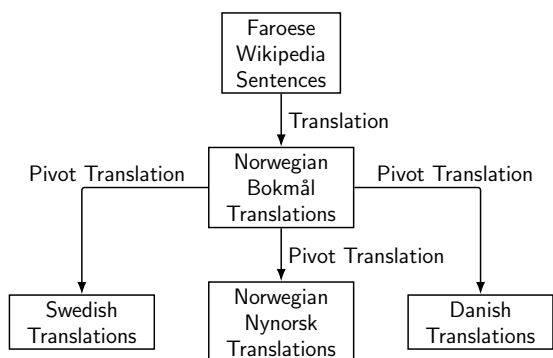 Faroese
Wikipedia
Sentences
Translation
Pivot Translation
Norwegian
Bokmål
Translations
Pivot Translation
Pivot Translation
Swedish
Translations
Norwegian
Nynorsk
Translations
Danish
Translations